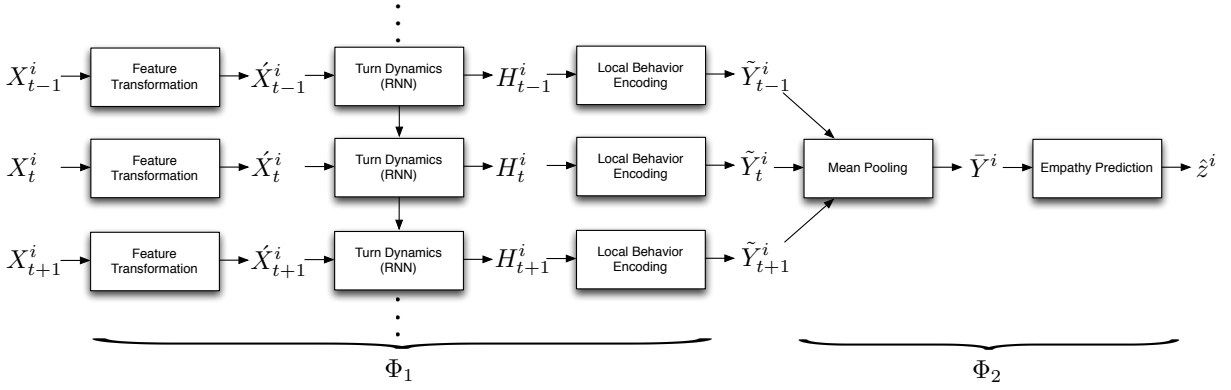 X^i_{t-1} Feature Transformation X́^i_{t-1} Turn Dynamics (RNN) H^i_{t-1} Local Behavior Encoding Ỹ^i_{t-1}
X^i_t Feature Transformation X́^i_t Turn Dynamics (RNN) H^i_t Local Behavior Encoding Ỹ^i_t Mean Pooling Ȳ^i Empathy Prediction ẑ^i
X^i_{t+1} Feature Transformation X́^i_{t+1} Turn Dynamics (RNN) H^i_{t+1} Local Behavior Encoding Ỹ^i_{t+1}
Φ_1 Φ_2